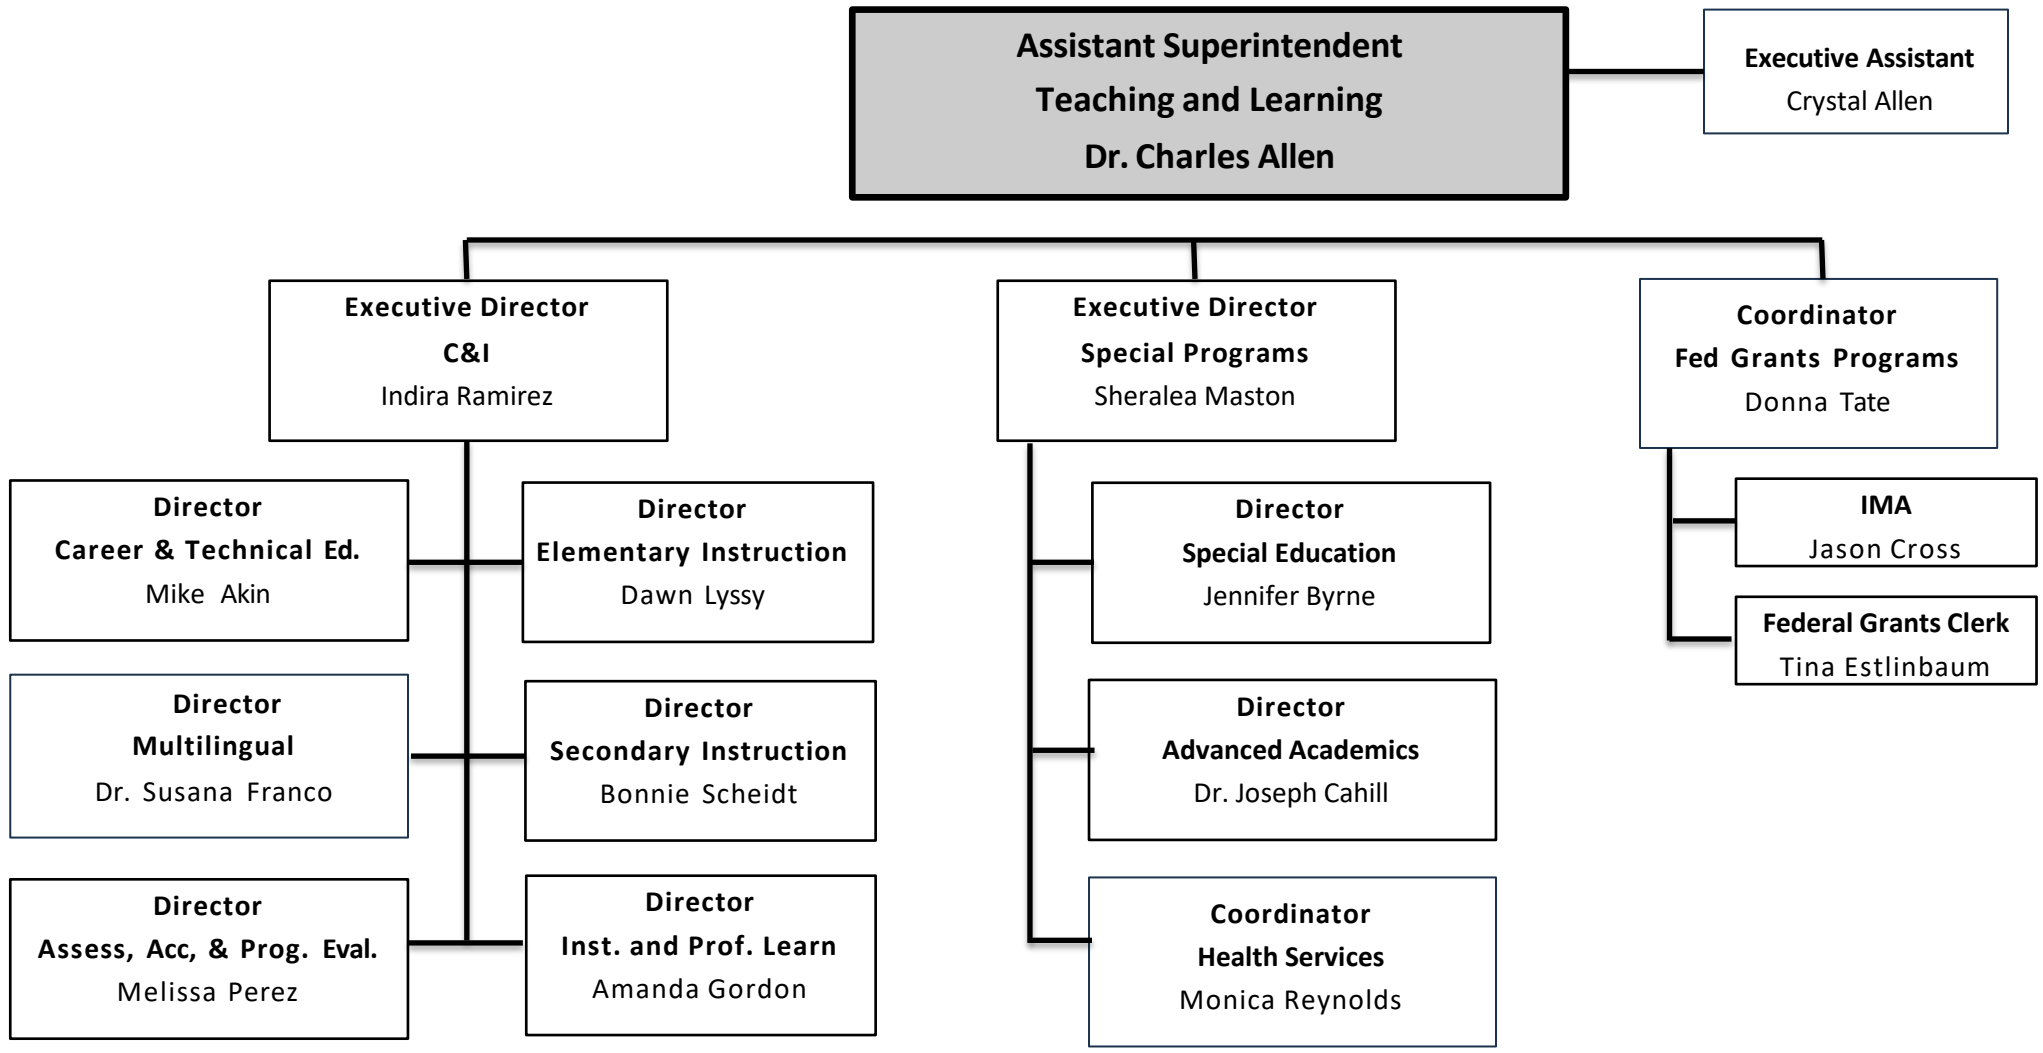 Assistant Superintendent
Teaching and Learning
Dr. Charles Allen
Executive Assistant
Crystal Allen
Executive Director
C&I
Indira Ramirez
Executive Director
Special Programs
Sheralea Maston
Coordinator
Fed Grants Programs
Donna Tate
Director
Career & Technical Ed.
Mike Akin
Director
Elementary Instruction
Dawn Lyssy
Director
Special Education
Jennifer Byrne
IMA
Jason Cross
Federal Grants Clerk
Tina Estlinbaum
Director
Multilingual
Dr. Susana Franco
Director
Secondary Instruction
Bonnie Scheidt
Director
Advanced Academics
Dr. Joseph Cahill
Director
Assess, Acc, & Prog. Eval.
Melissa Perez
Director
Inst. and Prof. Learn
Amanda Gordon
Coordinator
Health Services
Monica Reynolds